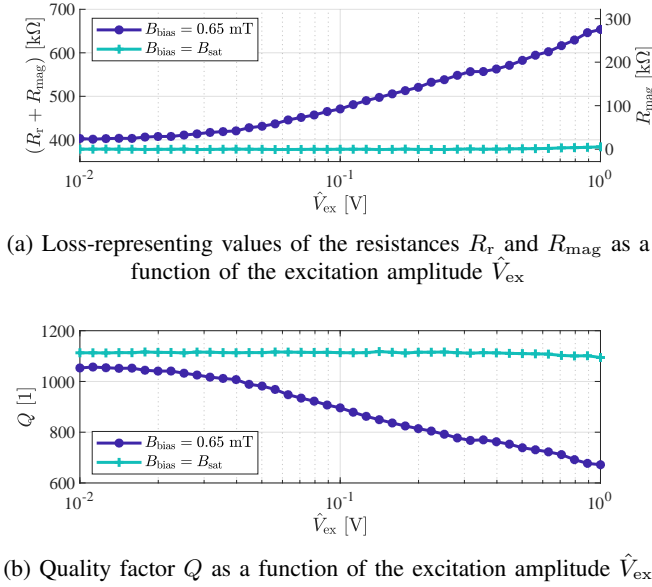 700
600
500
400
(R_r + R_mag) [kΩ]
B_bias = 0.65 mT
B_bias = B_sat
300
200
100
0
R_mag [kΩ]
10^-2
10^-1
10^0
V̂_ex [V]
(a) Loss-representing values of the resistances R_r and R_mag as a
function of the excitation amplitude V̂_ex
1200
1000
800
600
Q [1]
B_bias = 0.65 mT
B_bias = B_sat
10^-2
10^-1
10^0
V̂_ex [V]
(b) Quality factor Q as a function of the excitation amplitude V̂_ex